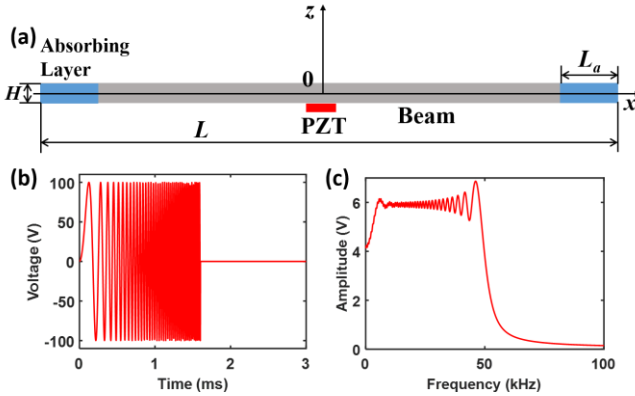 (a)
z
Absorbing
Layer
0
L_a
H
x
L
PZT
Beam
(b)
100
50
0
-50
-100
Voltage (V)
0
1
2
3
Time (ms)
(c)
6
4
2
0
Amplitude (V)
0
50
100
Frequency (kHz)